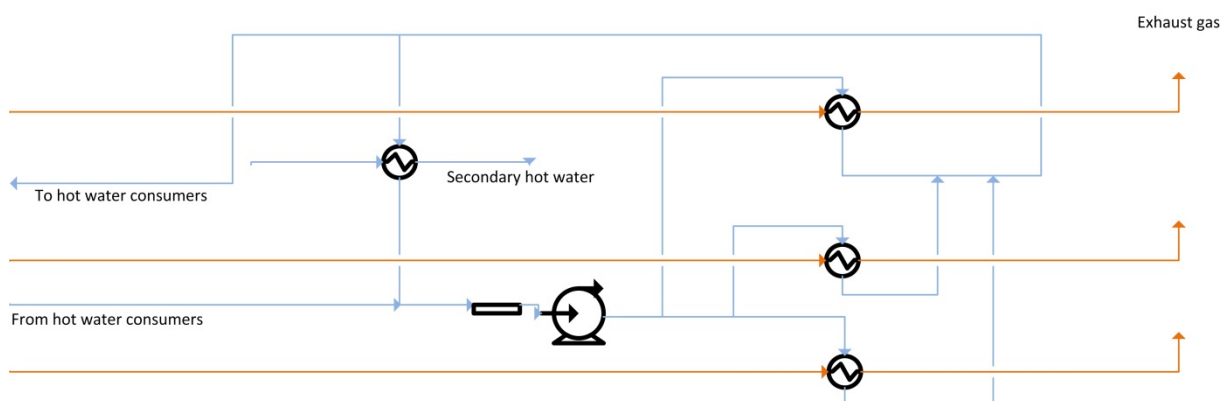 Exhaust gas
Secondary hot water
To hot water consumers
From hot water consumers